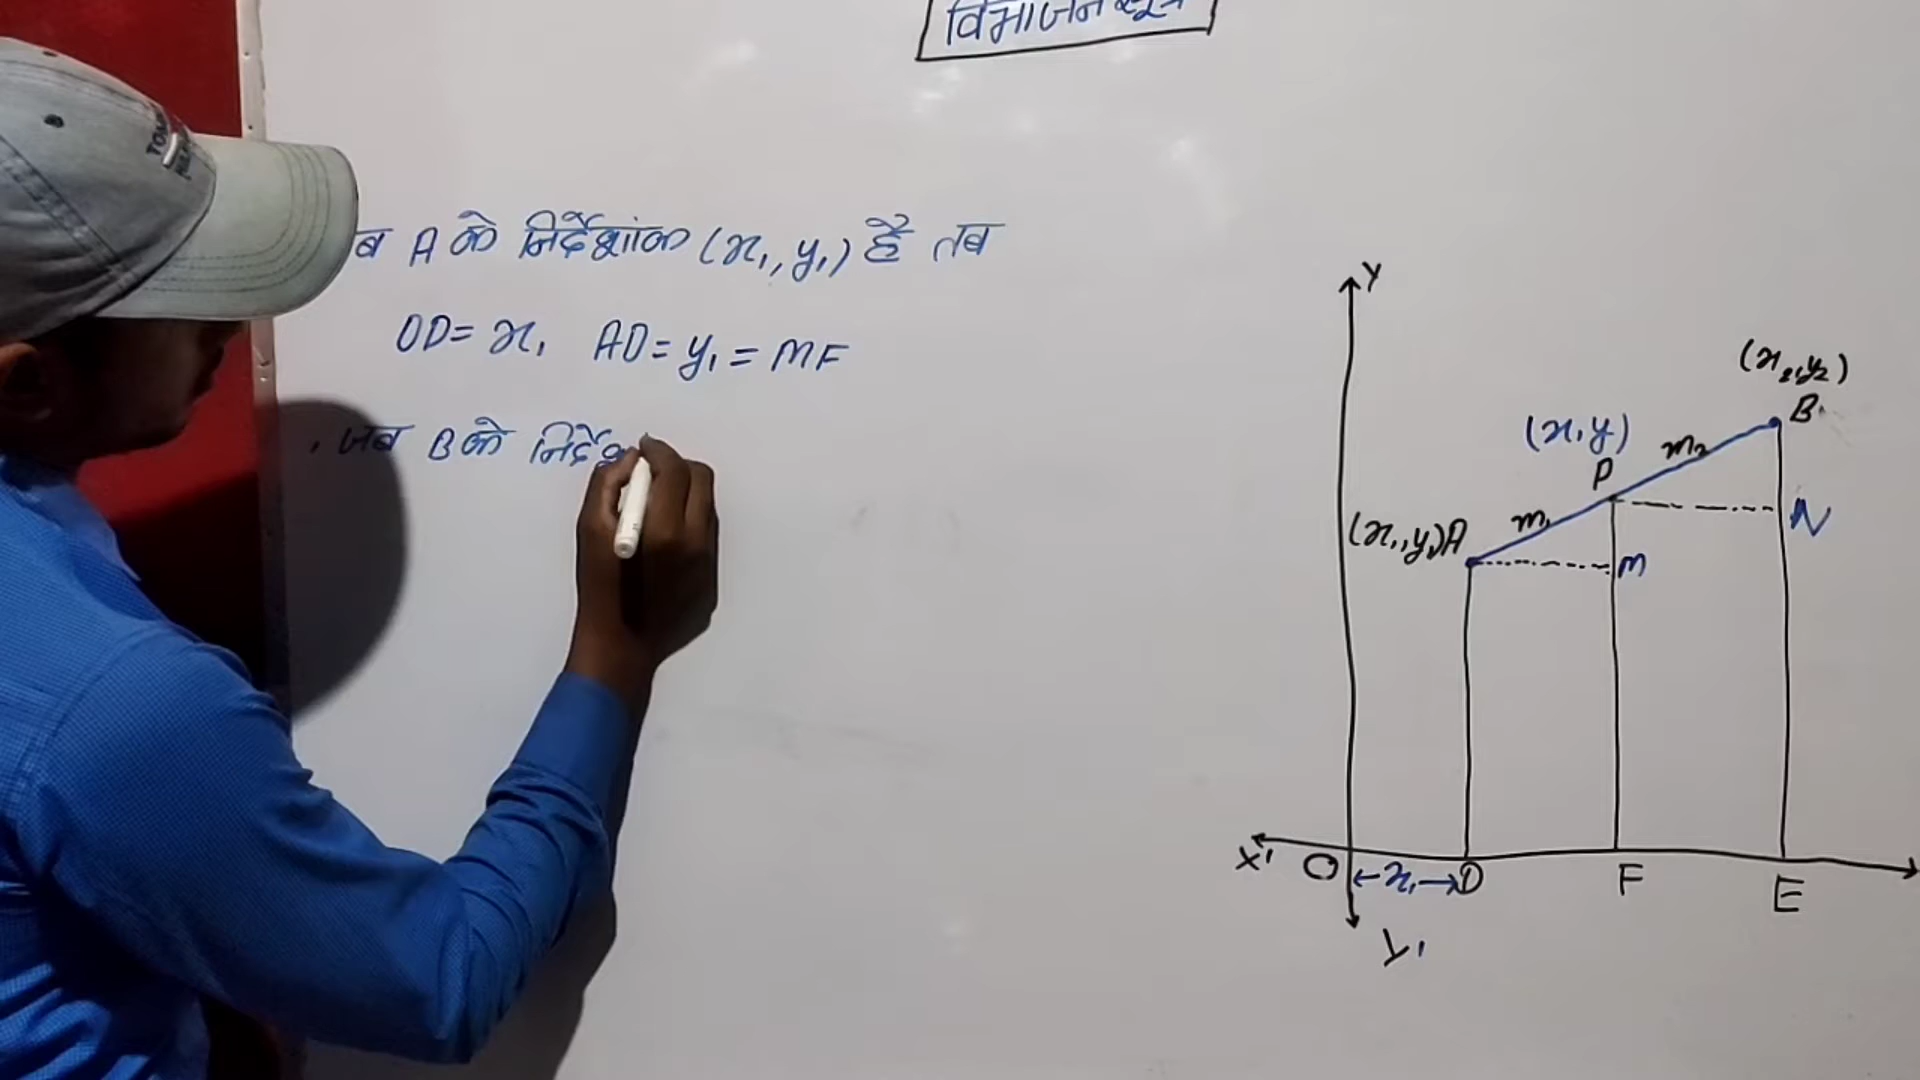 विभाजन सूत्र
ब A के निर्देशांक (x₁, y₁) है तब
OD = x₁ AD = y₁ = MF
जब B के निर्देश
Y
(x₂, y₂)
B
(x, y)
P
m₂
N
(x₁, y₁) A
m₁
M
X' O ←x₁→ D F E
Y'